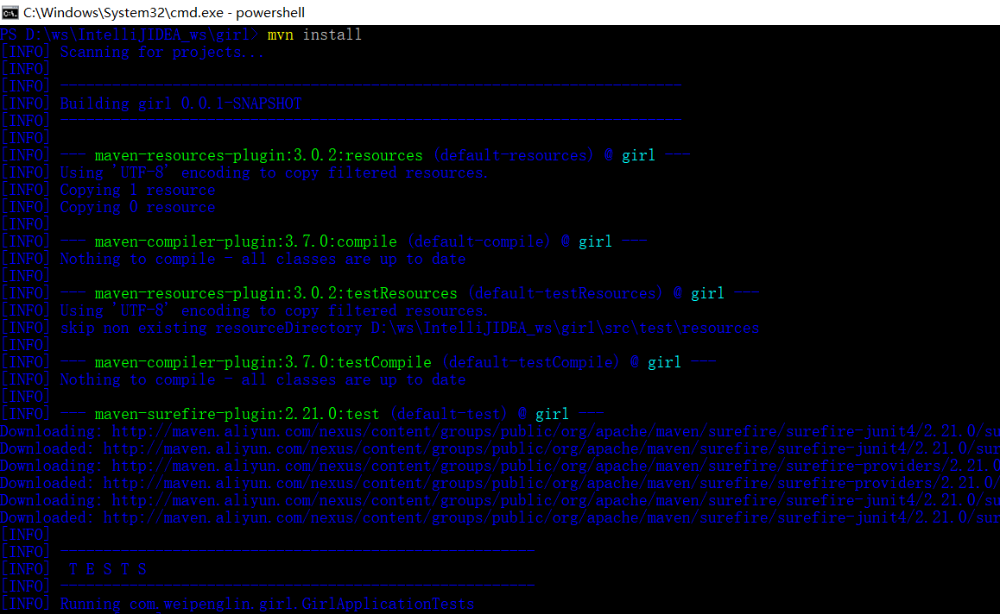 C:\Windows\System32\cmd.exe - powershell
PS D:\ws\IntelliJIDEA_ws\girl> mvn install
[INFO] Scanning for projects...
[INFO]
[INFO] ------------------------------------------------------------------------
[INFO] Building girl 0.0.1-SNAPSHOT
[INFO] ------------------------------------------------------------------------
[INFO]
[INFO] --- maven-resources-plugin:3.0.2:resources (default-resources) @ girl ---
[INFO] Using 'UTF-8' encoding to copy filtered resources.
[INFO] Copying 1 resource
[INFO] Copying 0 resource
[INFO]
[INFO] --- maven-compiler-plugin:3.7.0:compile (default-compile) @ girl ---
[INFO] Nothing to compile - all classes are up to date
[INFO]
[INFO] --- maven-resources-plugin:3.0.2:testResources (default-testResources) @ girl ---
[INFO] Using 'UTF-8' encoding to copy filtered resources.
[INFO] skip non existing resourceDirectory D:\ws\IntelliJIDEA_ws\girl\src\test\resources
[INFO]
[INFO] --- maven-compiler-plugin:3.7.0:testCompile (default-testCompile) @ girl ---
[INFO] Nothing to compile - all classes are up to date
[INFO]
[INFO] --- maven-surefire-plugin:2.21.0:test (default-test) @ girl ---
Downloading: http://maven.aliyun.com/nexus/content/groups/public/org/apache/maven/surefire/surefire-junit4/2.21.0/su
Downloaded: http://maven.aliyun.com/nexus/content/groups/public/org/apache/maven/surefire/surefire-junit4/2.21.0/sur
Downloading: http://maven.aliyun.com/nexus/content/groups/public/org/apache/maven/surefire/surefire-providers/2.21.0
Downloaded: http://maven.aliyun.com/nexus/content/groups/public/org/apache/maven/surefire/surefire-providers/2.21.0/
Downloading: http://maven.aliyun.com/nexus/content/groups/public/org/apache/maven/surefire/surefire-junit4/2.21.0/su
Downloaded: http://maven.aliyun.com/nexus/content/groups/public/org/apache/maven/surefire/surefire-junit4/2.21.0/sur
[INFO]
[INFO] -------------------------------------------------------
[INFO]  T E S T S
[INFO] -------------------------------------------------------
[INFO] Running com.weipenglin.girl.GirlApplicationTests